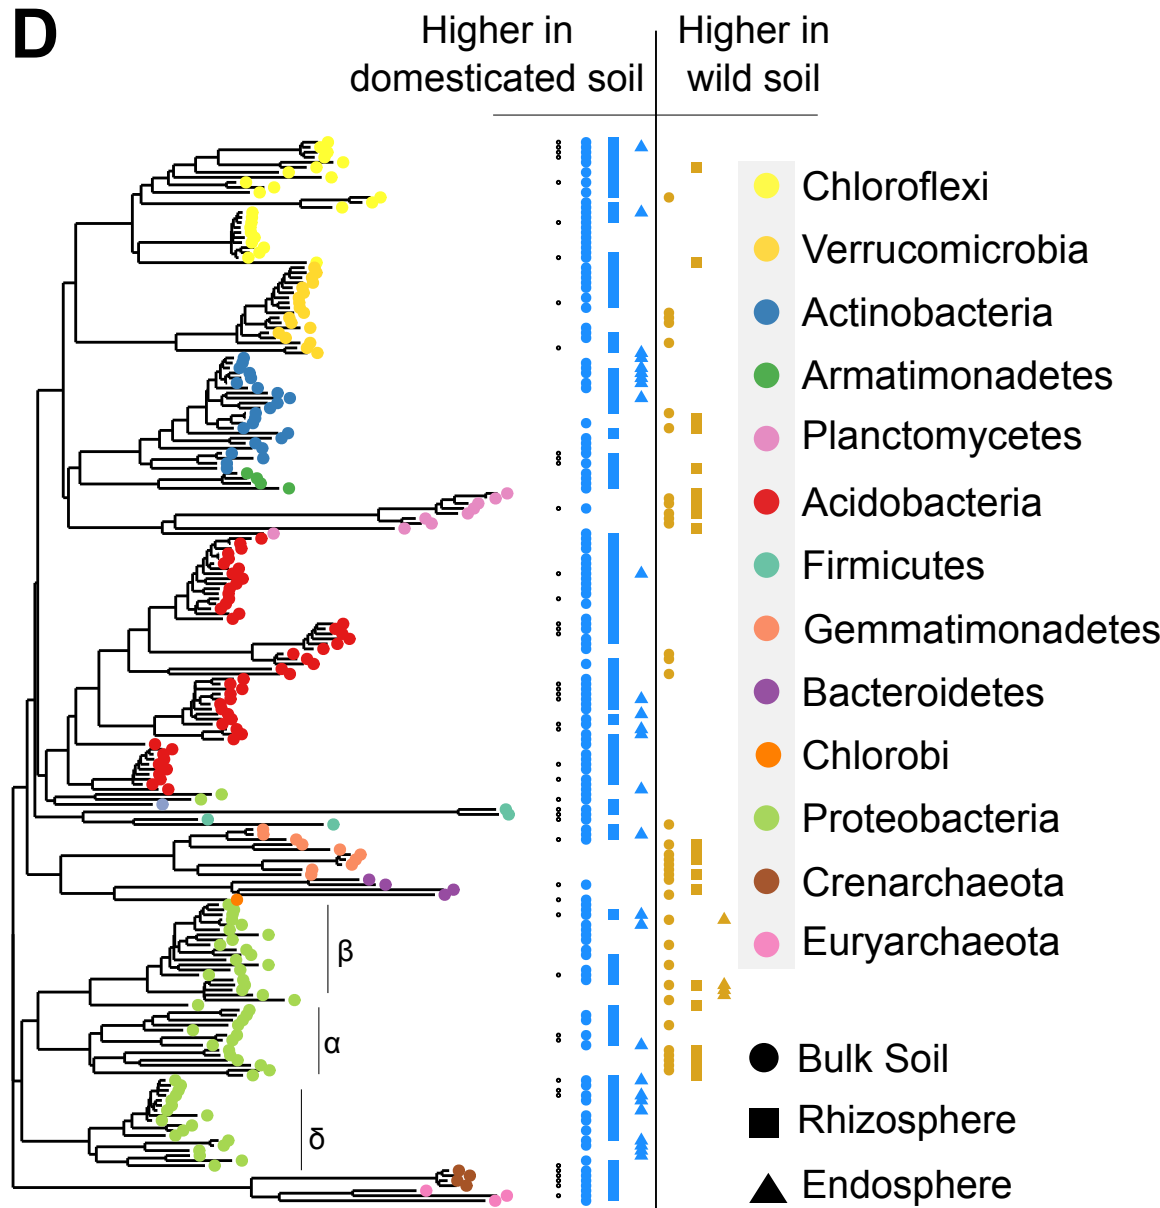 D
Higher in
domesticated soil
Higher in
wild soil
Chloroflexi
Verrucomicrobia
Actinobacteria
Armatimonadetes
Planctomycetes
Acidobacteria
Firmicutes
Gemmatimonadetes
Bacteroidetes
Chlorobi
Proteobacteria
Crenarchaeota
Euryarchaeota
β
α
δ
Bulk Soil
Rhizosphere
Endosphere